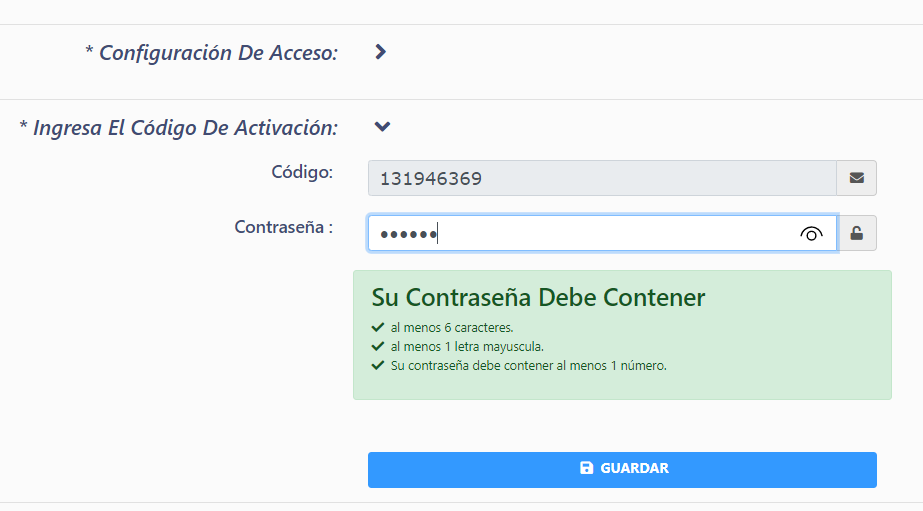 * Configuración De Acceso:
* Ingresa El Código De Activación:
Código:
131946369
Contraseña :
••••••
Su Contraseña Debe Contener
al menos 6 caracteres.
al menos 1 letra mayuscula.
Su contraseña debe contener al menos 1 número.
GUARDAR